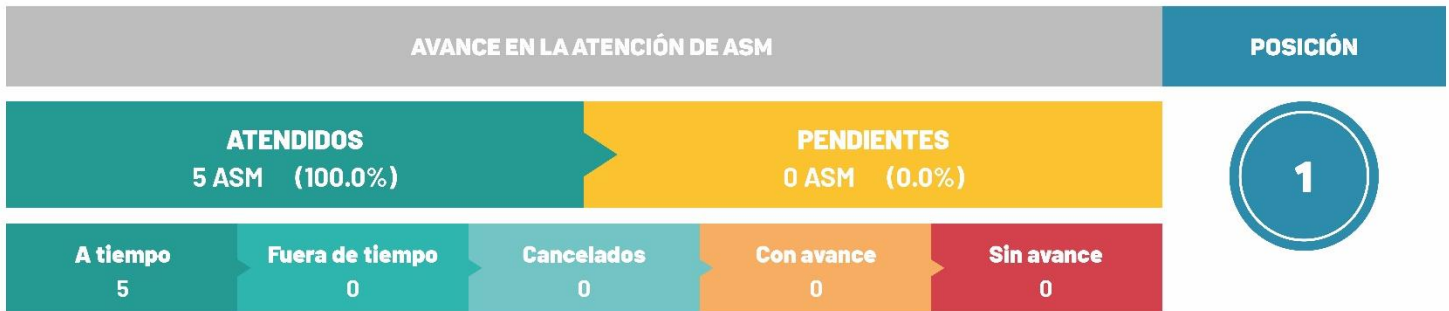 AVANCE EN LA ATENCIÓN DE ASM
POSICIÓN
ATENDIDOS
5 ASM (100.0%)
PENDIENTES
0 ASM (0.0%)
1
A tiempo
5
Fuera de tiempo
0
Cancelados
0
Con avance
0
Sin avance
0